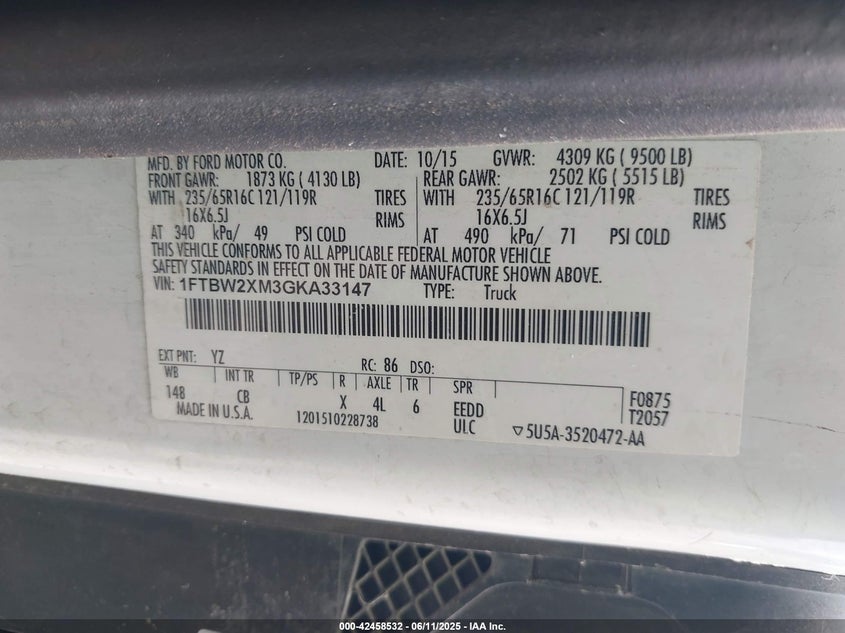 MFD. BY FORD MOTOR CO. DATE: 10/15 GVWR: 4309 KG ( 9500 LB)
FRONT GAWR: 1873 KG ( 4130 LB) REAR GAWR: 2502 KG ( 5515 LB)
WITH 235/65R16C 121/119R TIRES WITH 235/65R16C 121/119R TIRES
16X6.5J RIMS 16X6.5J RIMS
AT 340 kPa/ 49 PSI COLD AT 490 kPa/ 71 PSI COLD
THIS VEHICLE CONFORMS TO ALL APPLICABLE FEDERAL MOTOR VEHICLE
SAFETY STANDARDS IN EFFECT ON THE DATE OF MANUFACTURE SHOWN ABOVE.
VIN: 1FTBW2XM3GKA33147 TYPE: Truck
EXT PNT: YZ RC: 86 DSO:
WB INT TR TP/PS R AXLE TR SPR
148 CB X 4L 6 EEDD F0875
MADE IN U.S.A. 1201510228738 ULC ▽5U5A-3520472-AA T2057
000-42458532 - 06/11/2025 - IAA Inc.